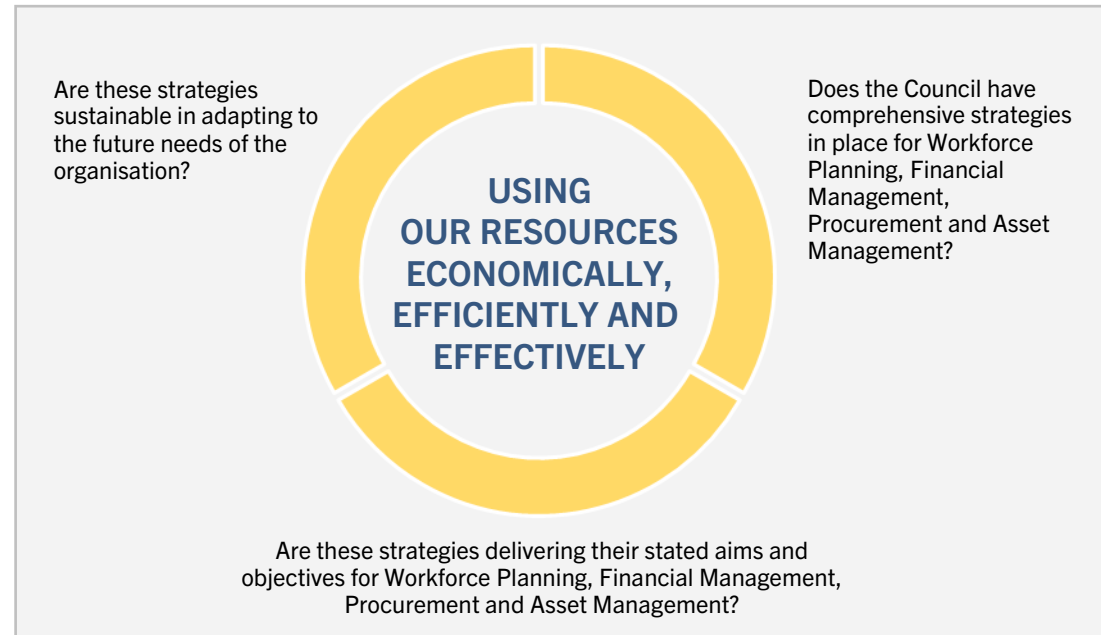 Are these strategies
sustainable in adapting to
the future needs of the
organisation?
Does the Council have
comprehensive strategies
in place for Workforce
Planning, Financial
Management,
Procurement and Asset
Management?
USING
OUR RESOURCES
ECONOMICALLY,
EFFICIENTLY AND
EFFECTIVELY
Are these strategies delivering their stated aims and
objectives for Workforce Planning, Financial Management,
Procurement and Asset Management?